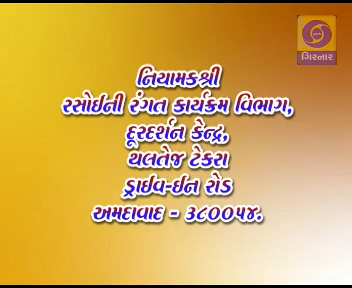 ગિરનાર
નિયામકશ્રી
રસોઈની રંગત કાર્યક્રમ વિભાગ,
દૂરદર્શન કેન્દ્ર,
થલતેજ ટેકરા
ડ્રાઈવ-ઈન રોડ
અમદાવાદ - ૩૮૦૦૫૪.